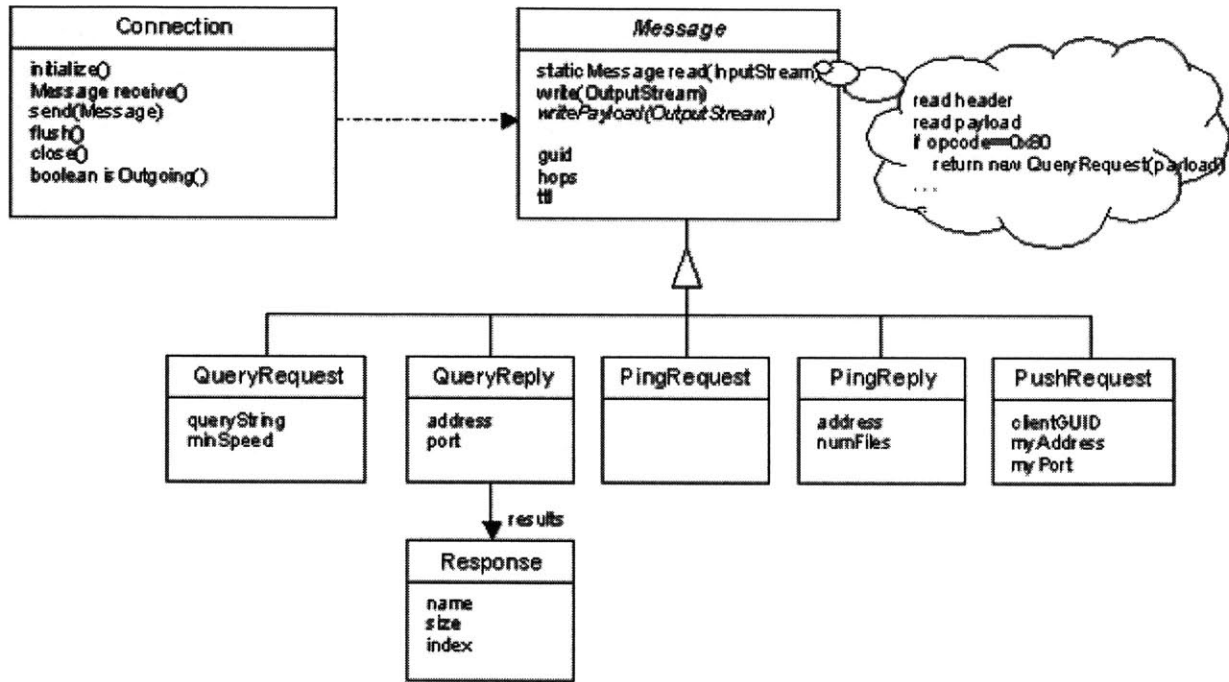 Connection
initialize()
Message receive()
send(Message)
flush()
close()
boolean is Outgoing()
Message
static Message read(InputStream)
write(OutputStream)
writePayload(OutputStream)
guid
hops
ttl
read header
read payload
if opcode==0x80
return new QueryRequest(payload)
...
QueryRequest
queryString
minSpeed
QueryReply
address
port
PingRequest
PingReply
address
numFiles
PushRequest
clientGUID
myAddress
myPort
results
Response
name
size
index